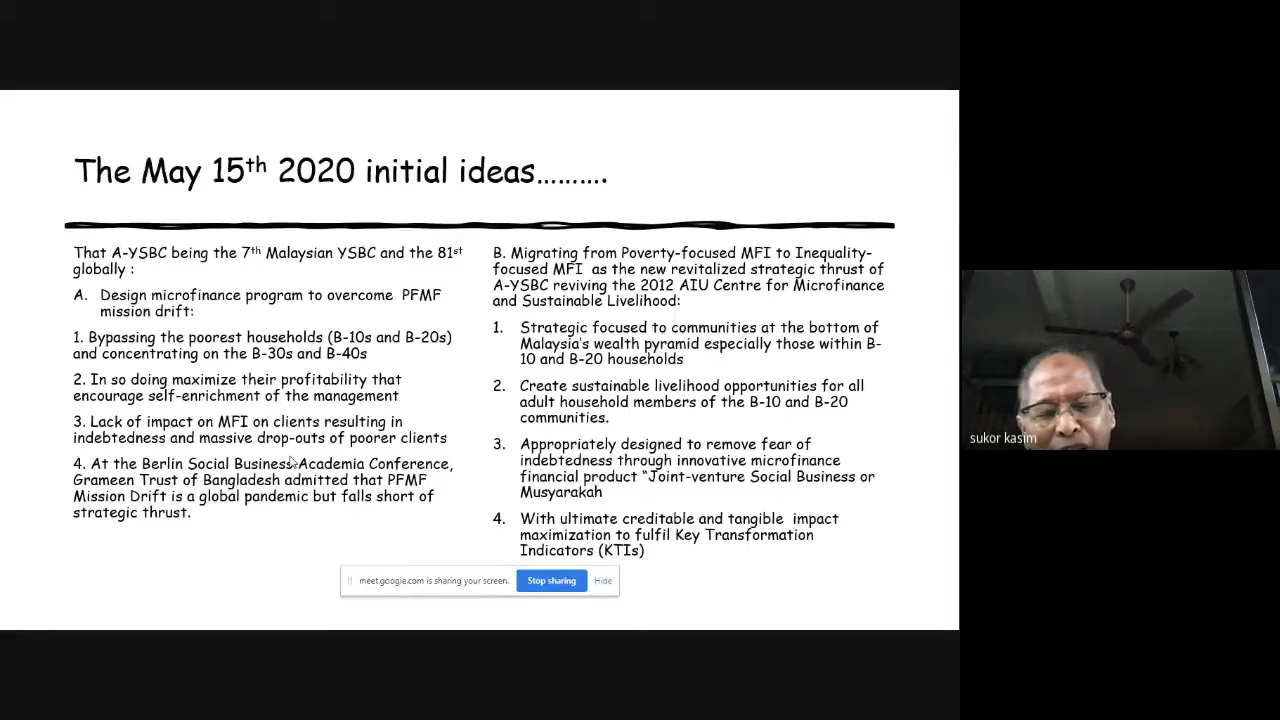 The May 15th 2020 initial ideas..........
That A-YSBC being the 7th Malaysian YSBC and the 81st
globally :
A. Design microfinance program to overcome PFMF
mission drift:
1. Bypassing the poorest households (B-10s and B-20s)
and concentrating on the B-30s and B-40s
2. In so doing maximize their profitability that
encourage self-enrichment of the management
3. Lack of impact on MFI on clients resulting in
indebtedness and massive drop-outs of poorer clients
4. At the Berlin Social Business-Academia Conference,
Grameen Trust of Bangladesh admitted that PFMF
Mission Drift is a global pandemic but falls short of
strategic thrust.
B. Migrating from Poverty-focused MFI to Inequality-
focused MFI as the new revitalized strategic thrust of
A-YSBC reviving the 2012 AIU Centre for Microfinance
and Sustainable Livelihood:
1. Strategic focused to communities at the bottom of
Malaysia's wealth pyramid especially those within B-
10 and B-20 households
2. Create sustainable livelihood opportunities for all
adult household members of the B-10 and B-20
communities.
3. Appropriately designed to remove fear of
indebtedness through innovative microfinance
financial product "Joint-venture Social Business or
Musyarakah
4. With ultimate creditable and tangible impact
maximization to fulfil Key Transformation
Indicators (KTIs)
meet.google.com is sharing your screen. Stop sharing Hide
sukor kasim